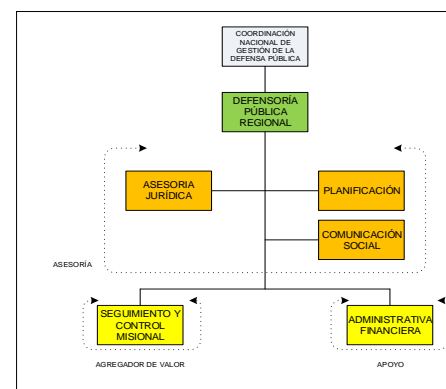 COORDINACIÓN
NACIONAL DE
GESTIÓN DE LA
DEFENSA PÚBLICA
DEFENSORÍA
PÚBLICA
REGIONAL
ASESORIA
JURÍDICA
PLANIFICACIÓN
COMUNICACIÓN
SOCIAL
ASESORÍA
SEGUIMIENTO Y
CONTROL
MISIONAL
ADMINISTRATIVA
FINANCIERA
AGREGADOR DE VALOR
APOYO